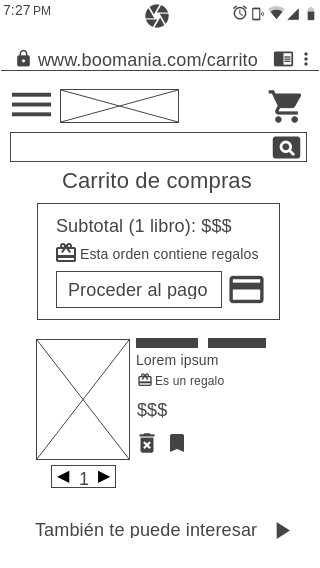 7:27 PM
www.boomania.com/carrito
Carrito de compras
Subtotal (1 libro): $$$
Esta orden contiene regalos
Proceder al pago
Lorem ipsum
Es un regalo
$$$
1
También te puede interesar